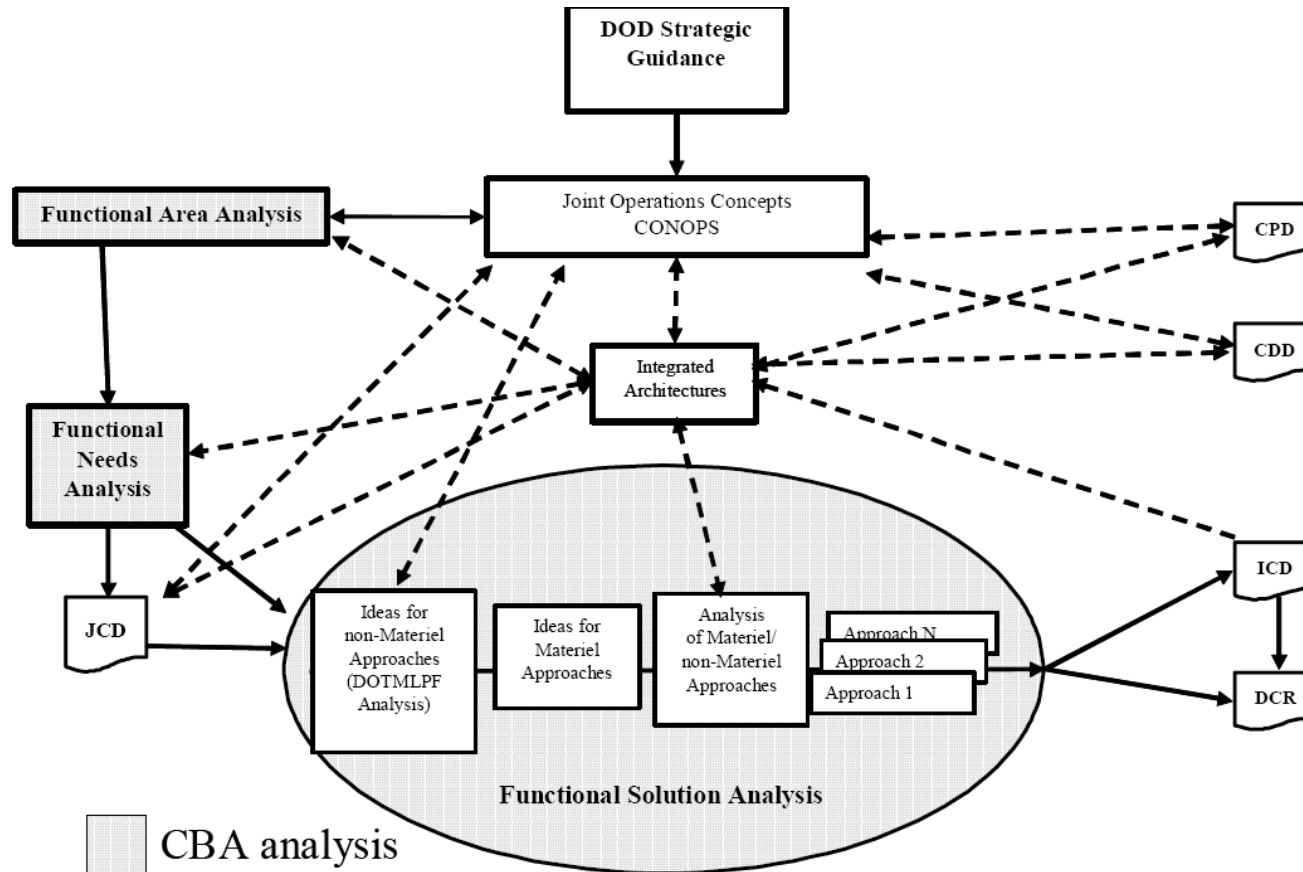 DOD Strategic
Guidance
Joint Operations Concepts
CONOPS
Functional Area Analysis
CPD
CDD
Integrated
Architectures
Functional
Needs
Analysis
JCD
ICD
DCR
Ideas for
non-Materiel
Approaches
(DOTMLPF
Analysis)
Ideas for
Materiel
Approaches
Analysis
of Materiel/
non-Materiel
Approaches
Approach N
Approach 2
Approach 1
Functional Solution Analysis
CBA analysis